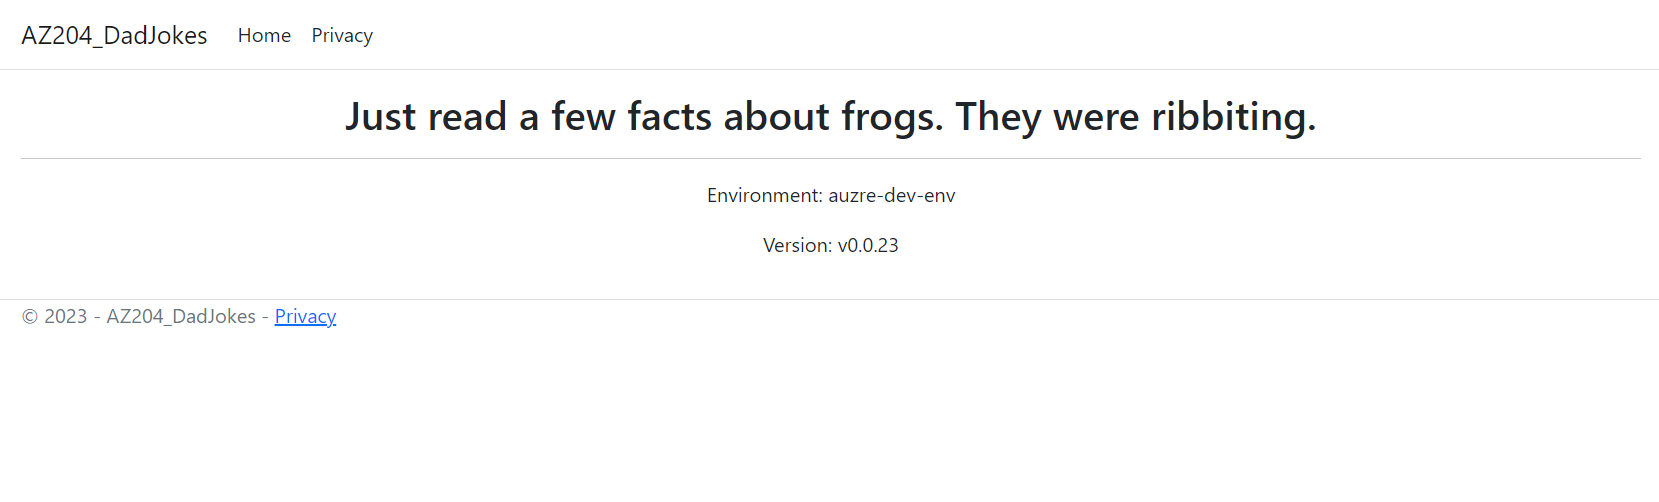 AZ204_DadJokes Home Privacy
Just read a few facts about frogs. They were ribbiting.
Environment: auzre-dev-env
Version: v0.0.23
© 2023 - AZ204_DadJokes - Privacy